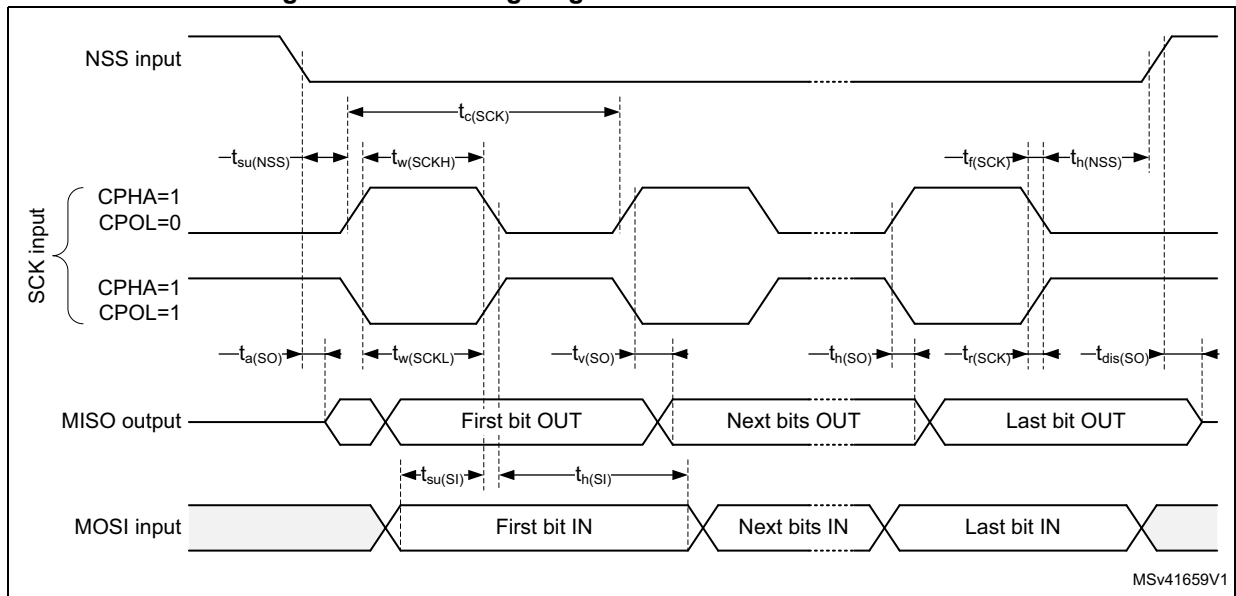 NSS input
tc(SCK)
tsu(NSS)
tw(SCKH)
tf(SCK)
th(NSS)
SCK input
CPHA=1
CPOL=0
CPHA=1
CPOL=1
ta(SO)
tw(SCKL)
tv(SO)
th(SO)
tr(SCK)
tdis(SO)
MISO output
First bit OUT
Next bits OUT
Last bit OUT
tsu(SI)
th(SI)
MOSI input
First bit IN
Next bits IN
Last bit IN
MSv41659V1